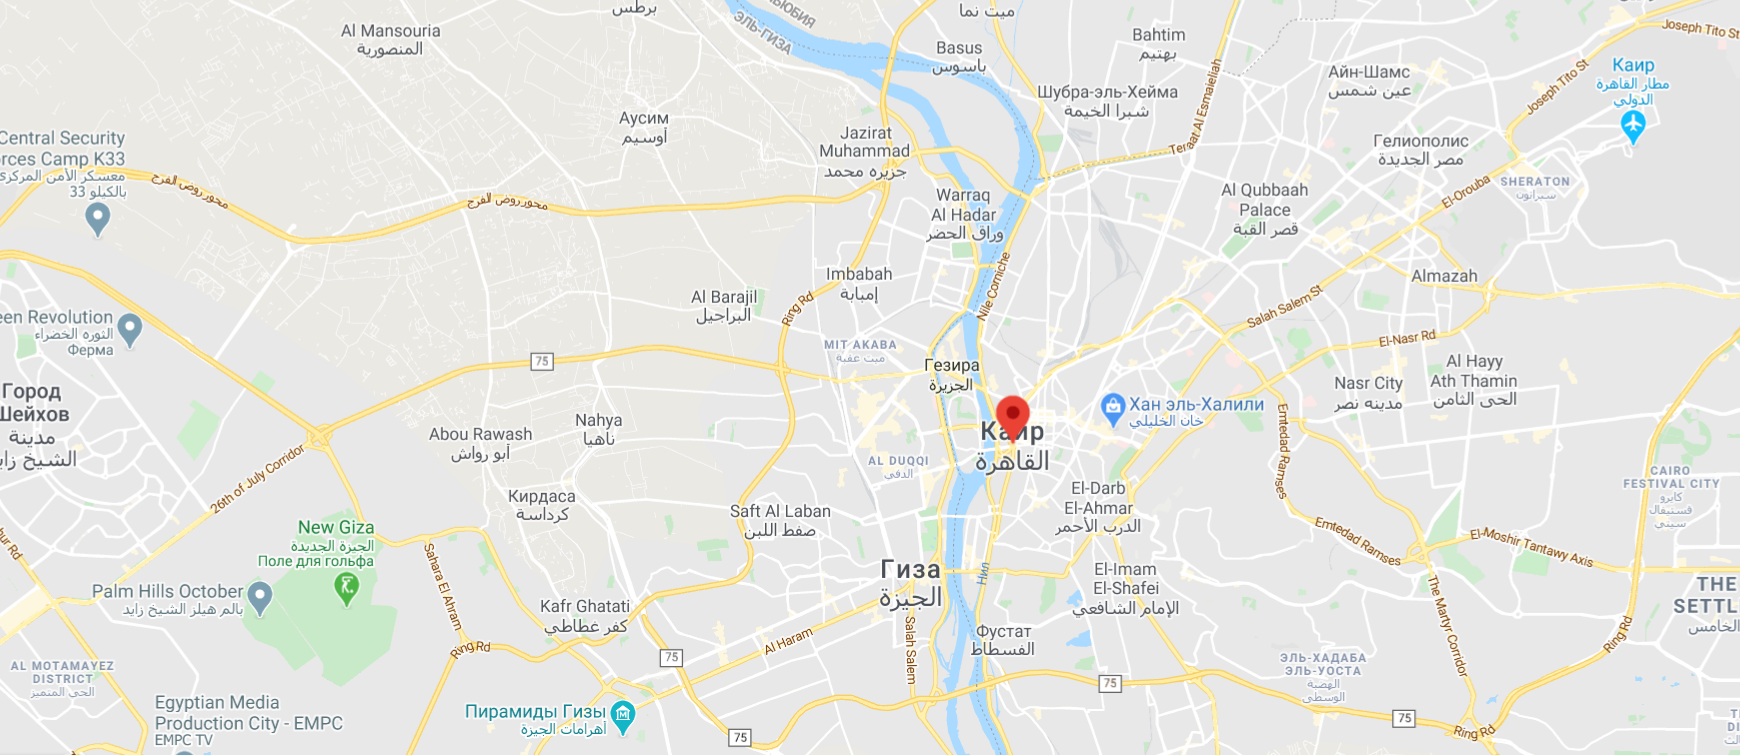 برطس
ЭЛЬ-ГИЗА
ميت نما
Al Mansouria
المنصورية
Basus
باسوس
Bahtim
بهتيم
Joseph Tito St
Каир
مطار القاهرة
الدولي
Айн-Шамс
عين شمس
Joseph Tito St
Шубра-эль-Хейма
شبرا الخيمة
Teraat Al Esmaieliah
Аусим
أوسيم
Central Security
orces Camp K33
معسكر الأمن المركزى
بالكيلو 33
Jazirat
Muhammad
جزيره محمد
Гелиополис
مصر الجديدة
SHERATON
شيراتون
El-Orouba
Al Qubbaah
Palace
قصر القبة
محور روض الفرج
محور روض الفرج
Warraq
Al Hadar
وراق الحضر
Imbabah
إمبابة
Nile Corniche
Almazah
Al Barajil
البراجيل
Ring Rd
Salah Salem St
een Revolution
الثوره الخضراء
Ферма
MIT AKABA
ميت عقبة
El-Nasr Rd
75
Гезира
الجزيرة
Nasr City
مدينه نصر
Al Hayy
Ath Thamin
الحى الثامن
Город
Шейхов
مدينة
الشيخ زاي
Хан эль-Халили
خان الخليلي
Каир
القاهرة
Nahya
ناهيا
Abou Rawash
أبو رواش
Emtedad Ramses
26th of July Corridor
AL DUQQI
الدقي
CAIRO
FESTIVAL CITY
كايرو
فستيفال
سيتي
Кирдаса
كرداسة
Saft Al Laban
صفط اللبن
El-Darb
El-Ahmar
الدرب الأحمر
New Giza
الجيزة الجديدة
Поле для гольфа
Emtedad Ramses
El-Moshir Tantawy Axis
ur Rd
Sahara El Ahram
Гиза
الجيزة
Нил
El-Imam
El-Shafei
الإمام الشافعي
Palm Hills October
بالم هيلز الشيخ زايد
The Martyr Corridor
THE
SETTL
الخامس
Kafr Ghatati
كفر غطاطي
Al Haram
Salah Salem
Фустат
الفسطاط
Ring Rd
Ring Rd
75
AL MOTAMAYEZ
DISTRICT
الحي المتميز
ЭЛЬ-ХАДАБА
ЭЛЬ-УОСТА
الهضبة
الوسطى
75
Egyptian Media
Production City - EMPC
EMPC TV
Пирамиды Гизы
أهرامات الجيزة
75
75
Ring Rd